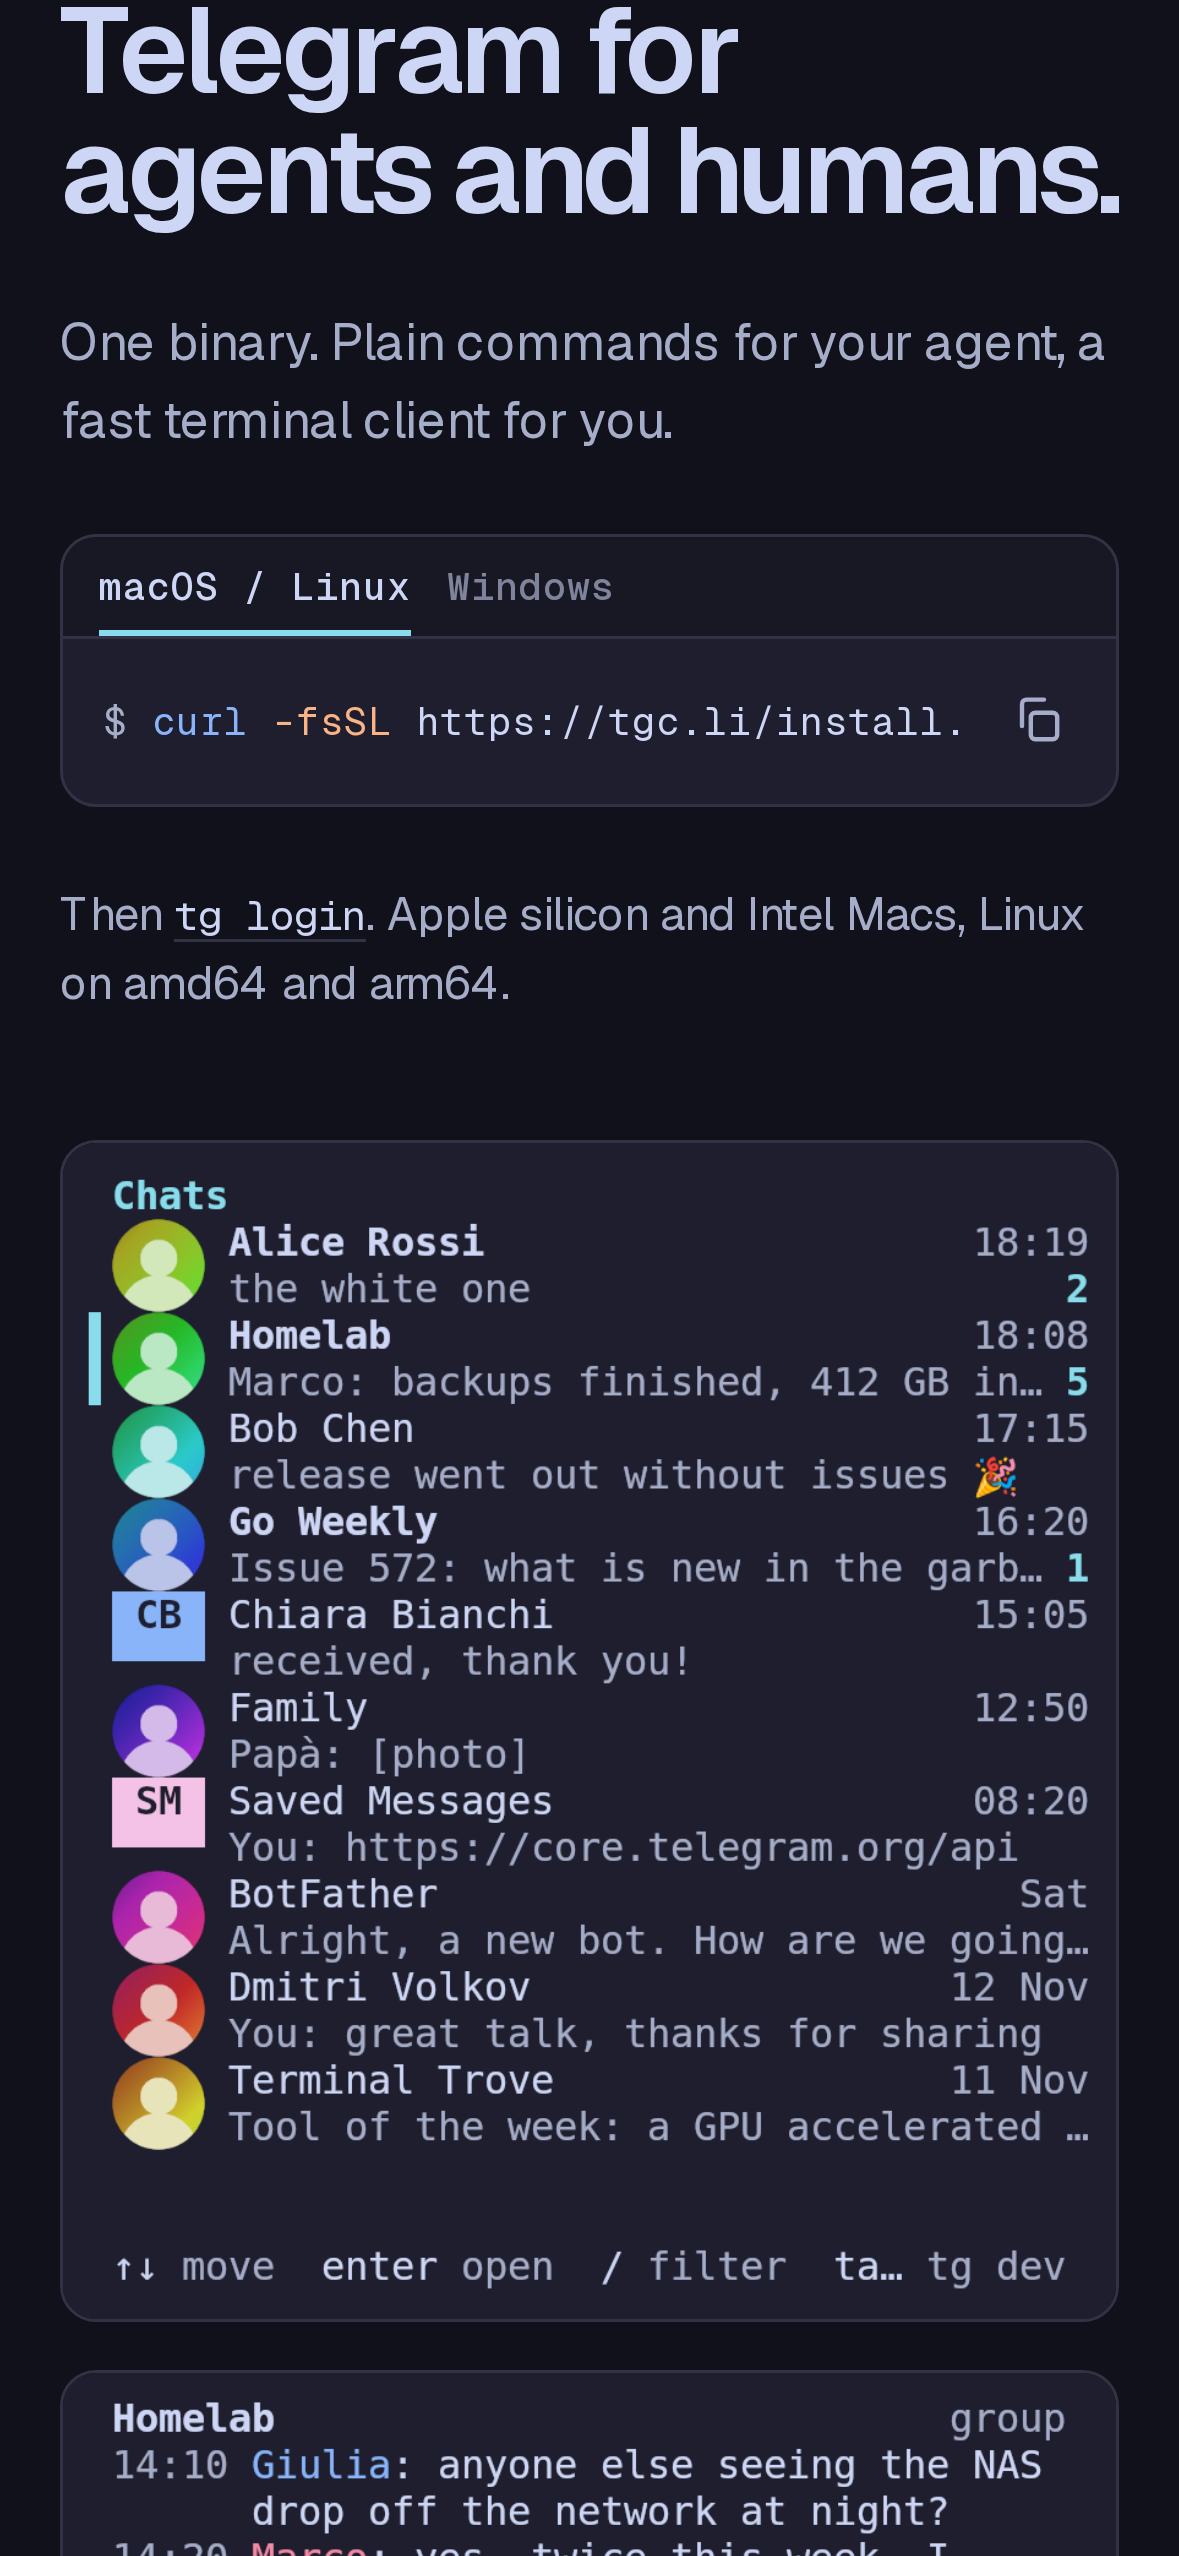 Telegram for
agents and humans.
One binary. Plain commands for your agent, a
fast terminal client for you.
macOS / Linux Windows
$ curl -fsSL https://tgc.li/install.
Then tg login. Apple silicon and Intel Macs, Linux
on amd64 and arm64.
Chats
Alice Rossi 18:19
the white one 2
Homelab 18:08
Marco: backups finished, 412 GB in… 5
Bob Chen 17:15
release went out without issues 🎉
Go Weekly 16:20
Issue 572: what is new in the garb… 1
CB Chiara Bianchi 15:05
received, thank you!
Family 12:50
Papà: [photo]
SM Saved Messages 08:20
You: https://core.telegram.org/api
BotFather Sat
Alright, a new bot. How are we going…
Dmitri Volkov 12 Nov
You: great talk, thanks for sharing
Terminal Trove 11 Nov
Tool of the week: a GPU accelerated …
↑↓ move enter open / filter ta… tg dev
Homelab group
14:10 Giulia: anyone else seeing the NAS
drop off the network at night?
14:20 Marco: yes, twice this week. I